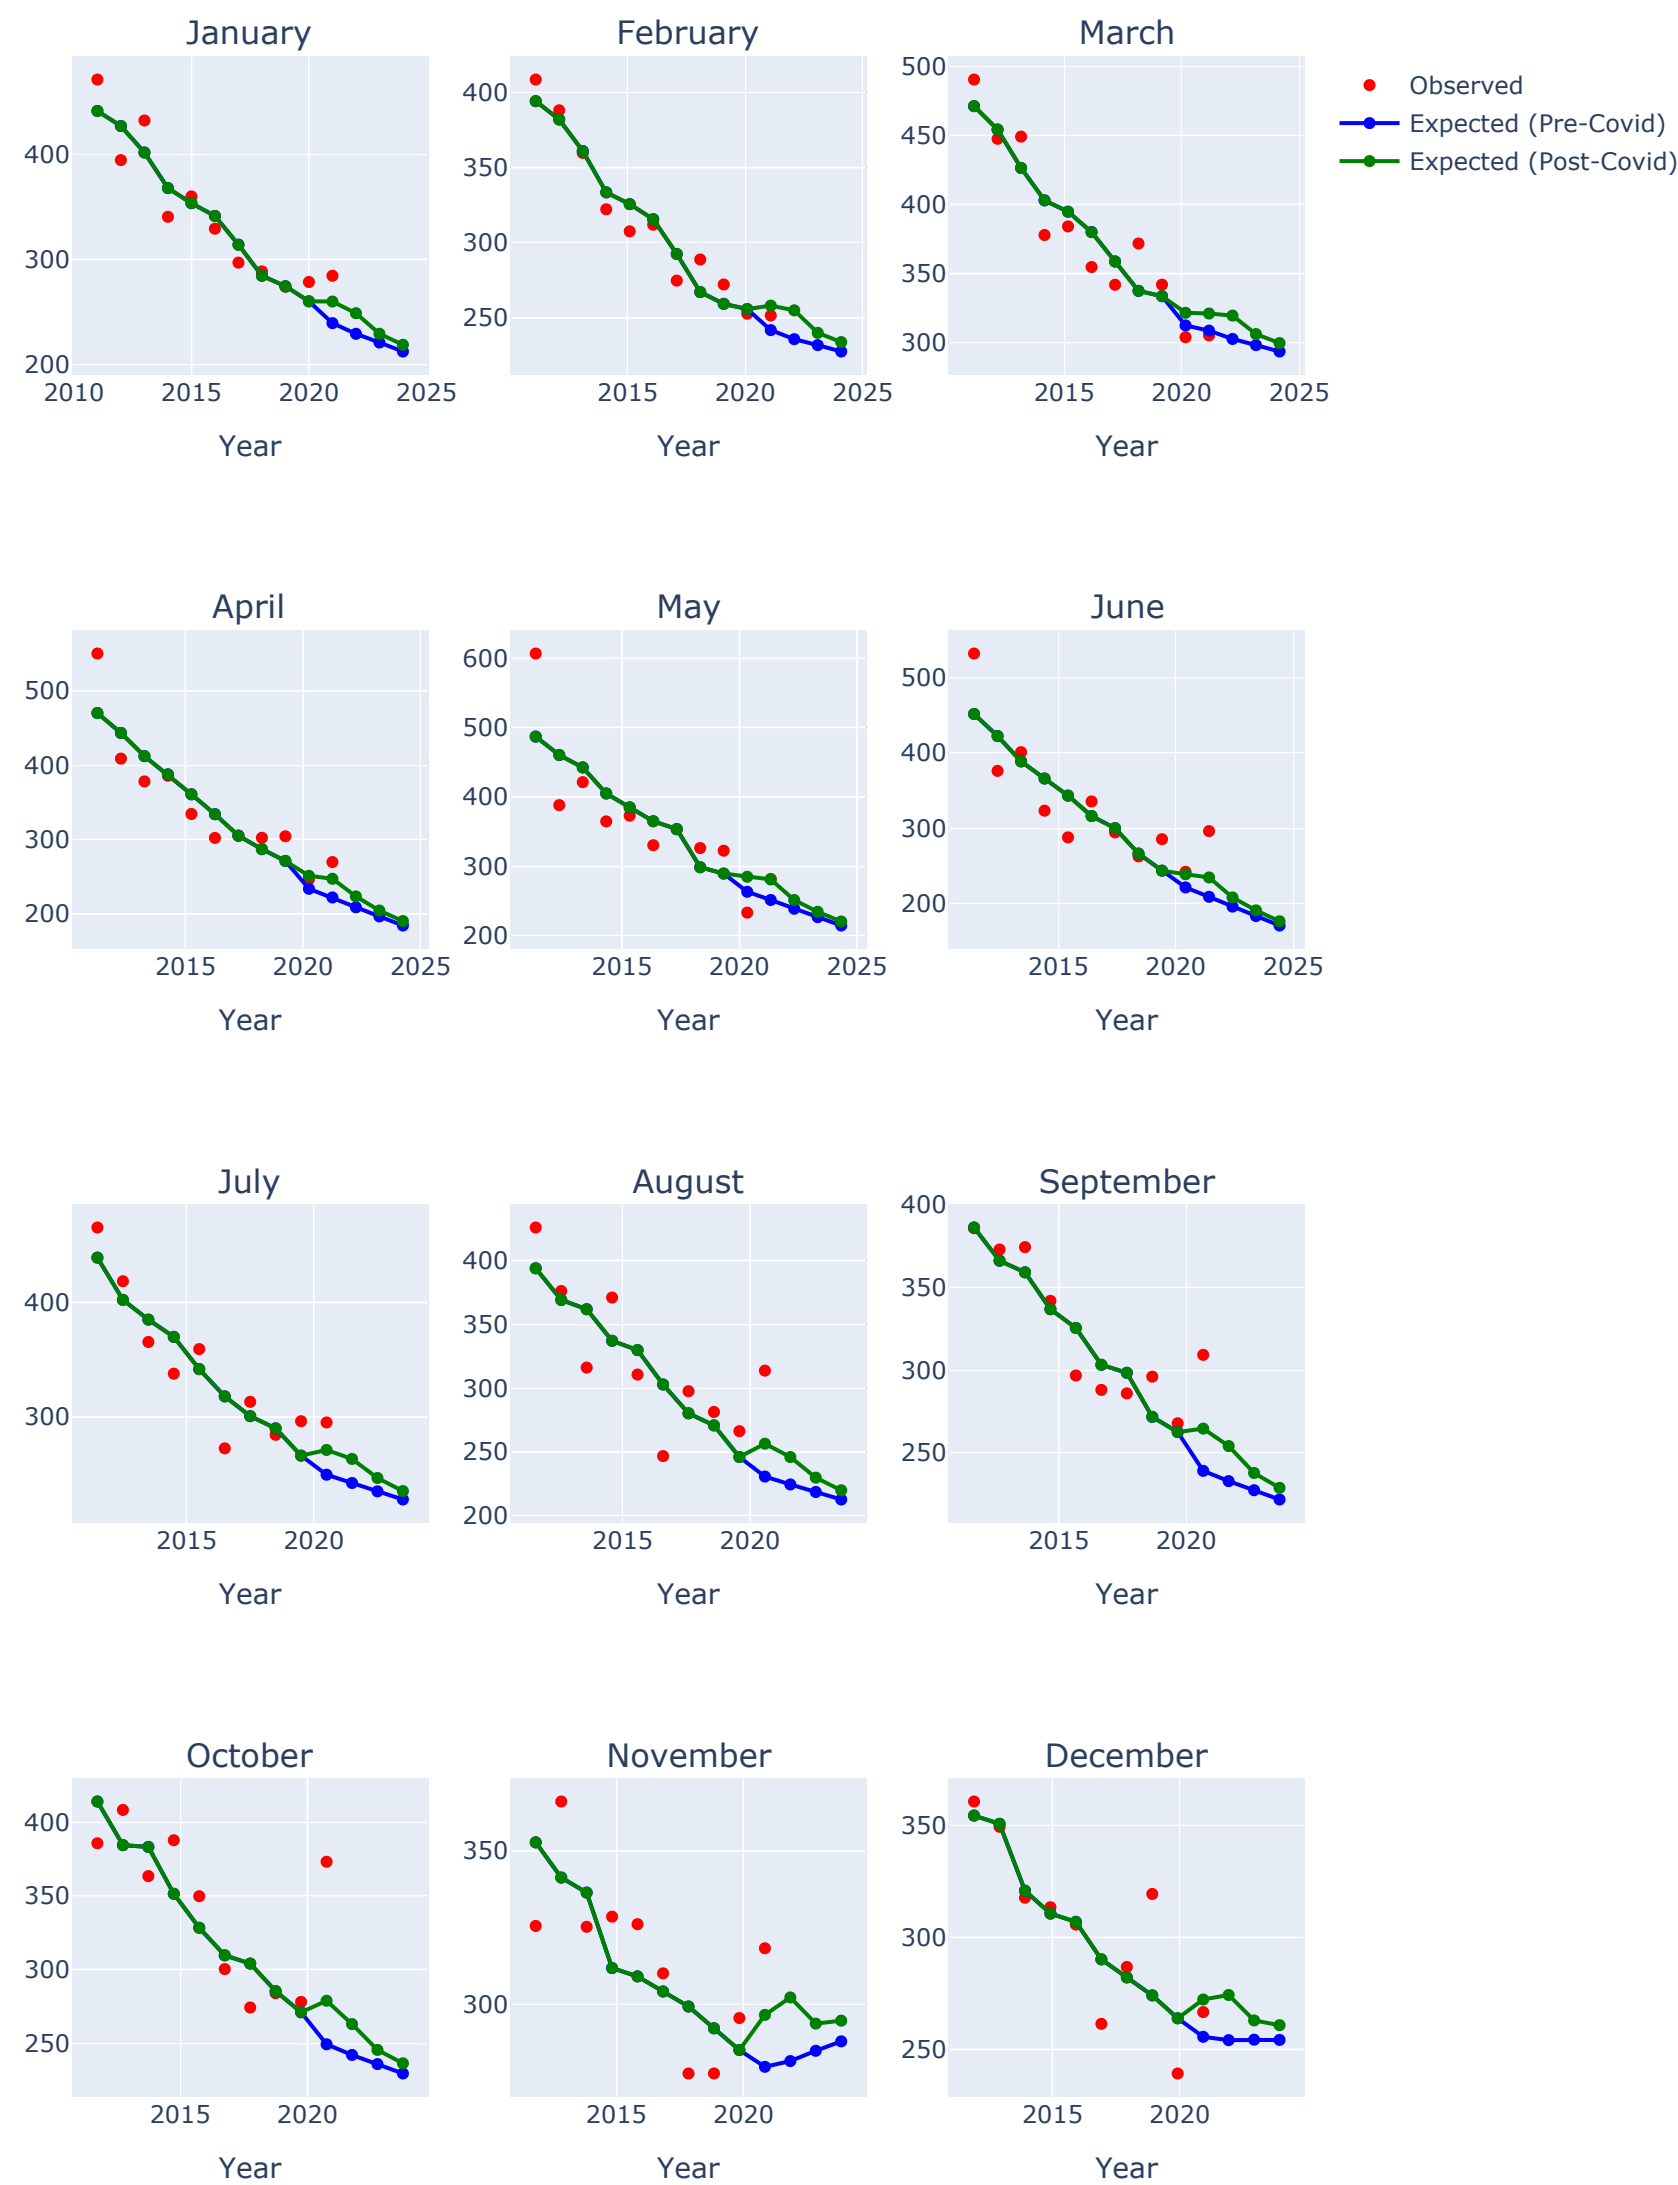 January
February
March
Observed
Expected (Pre-Covid)
Expected (Post-Covid)
400
300
200
2010 2015 2020 2025
Year
400
350
300
250
2015 2020 2025
Year
500
450
400
350
300
2015 2020 2025
Year
April
May
June
500
400
300
200
2015 2020 2025
Year
600
500
400
300
200
2015 2020 2025
Year
500
400
300
200
2015 2020 2025
Year
July
August
September
400
300
2015 2020
Year
400
350
300
250
200
2015 2020
Year
400
350
300
250
2015 2020
Year
October
November
December
400
350
300
250
2015 2020
Year
350
300
2015 2020
Year
350
300
250
2015 2020
Year